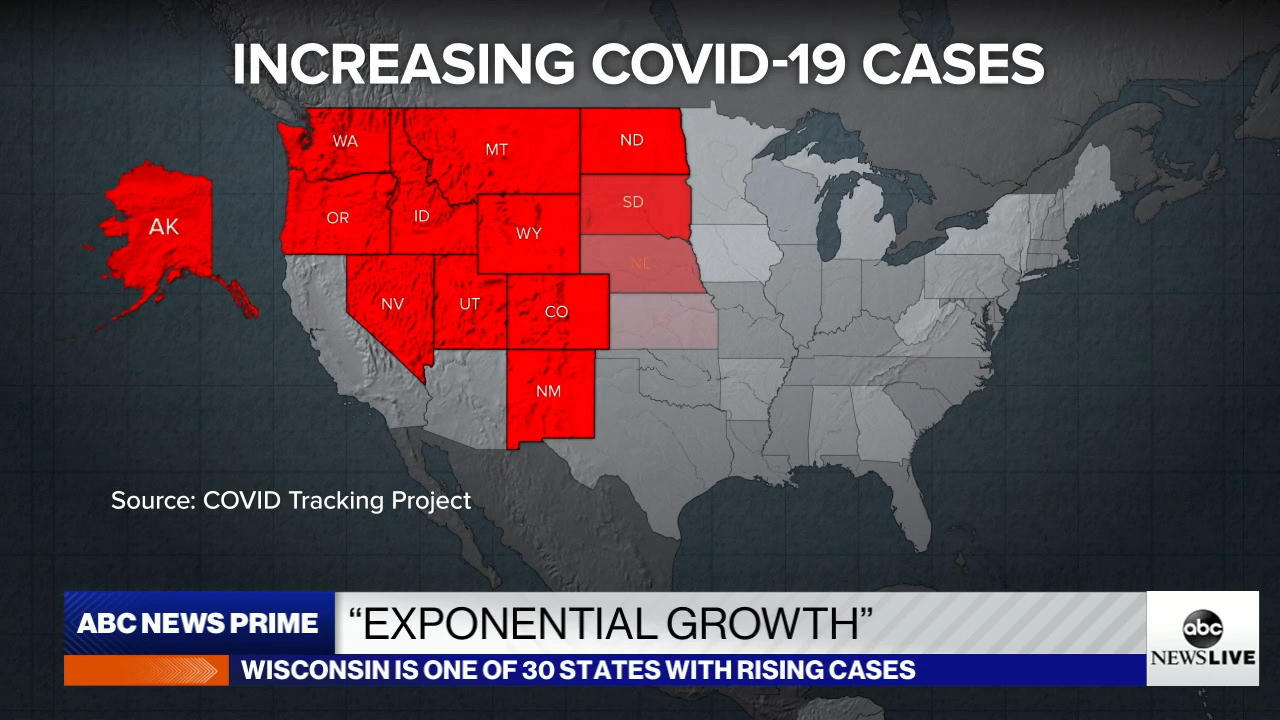 INCREASING COVID-19 CASES
WA
MT
ND
AK
OR
ID
SD
WY
NE
NV
UT
CO
NM
Source: COVID Tracking Project
ABC NEWS PRIME
“EXPONENTIAL GROWTH”
WISCONSIN IS ONE OF 30 STATES WITH RISING CASES
abc
NEWSLIVE